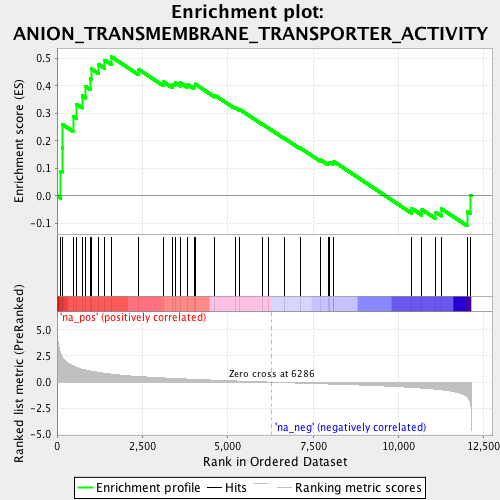 Enrichment plot:
ANION_TRANSMEMBRANE_TRANSPORTER_ACTIVITY
Enrichment score (ES)
0.5
0.4
0.3
0.2
0.1
0.0
-0.1
'na_pos' (positively correlated)
Ranked list metric (PreRanked)
5.0
2.5
0.0
-2.5
-5.0
Zero cross at 6286
'na_neg' (negatively correlated)
0
2,500
5,000
7,500
10,000
12,500
Rank in Ordered Dataset
Enrichment profile
Hits
Ranking metric scores